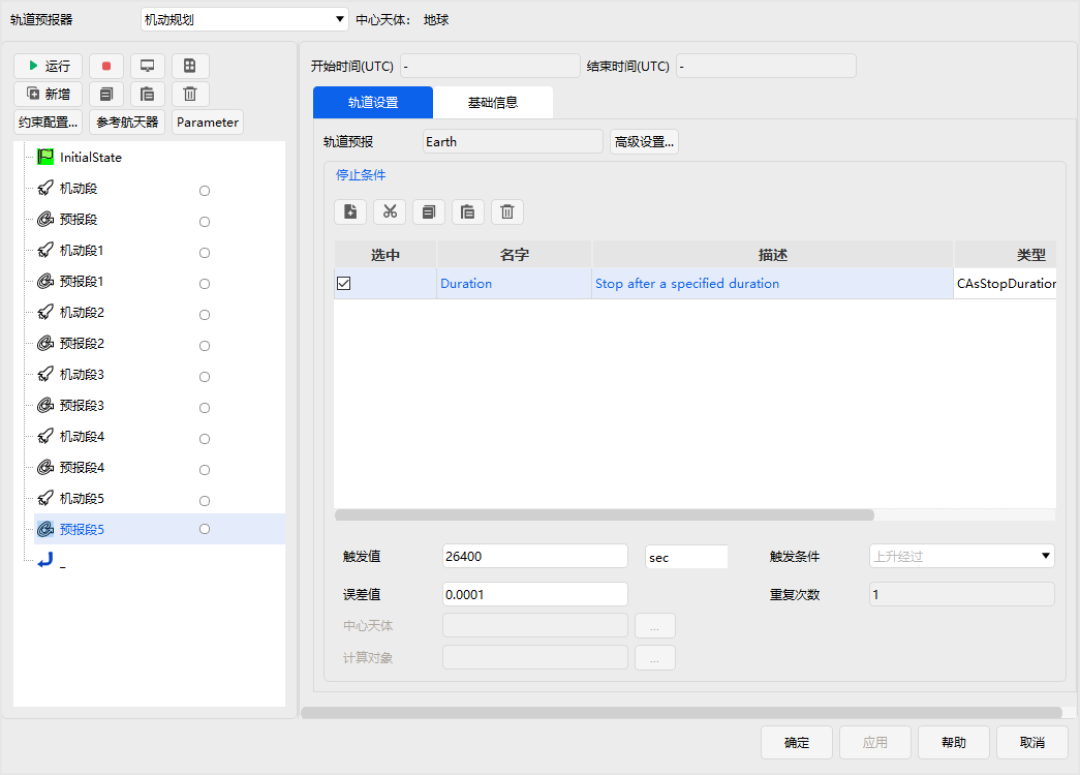 轨道预报器 机动规划 中心天体： 地球
运行
新增
约束配置... 参考航天器 Parameter
InitialState
机动段
预报段
机动段1
预报段1
机动段2
预报段2
机动段3
预报段3
机动段4
预报段4
机动段5
预报段5
_
开始时间(UTC) - 结束时间(UTC) -
轨道设置 基础信息
轨道预报 Earth 高级设置...
停止条件
选中 名字 描述 类型
Duration Stop after a specified duration CAsStopDuration
触发值 26400 sec 触发条件 上升经过
误差值 0.0001 重复次数 1
中心天体 ...
计算对象 ...
确定 应用 帮助 取消